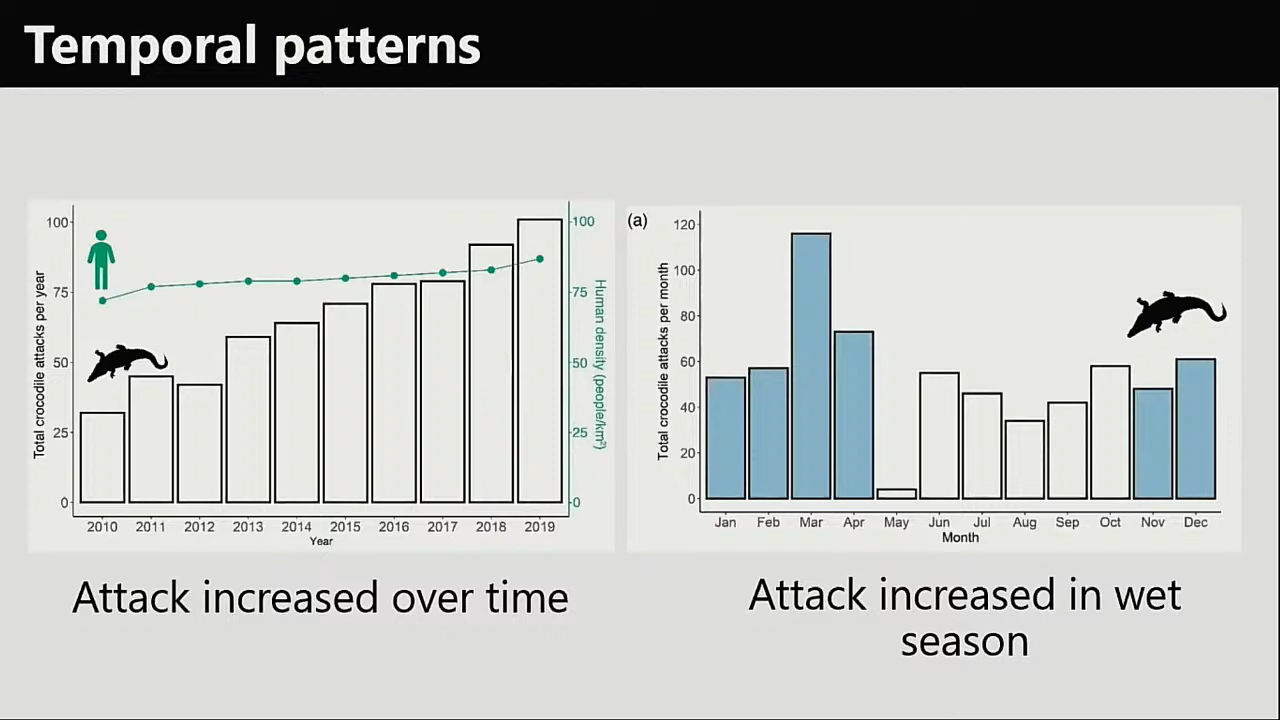 Temporal patterns
Total crocodile attacks per year
100
75
50
25
0
2010 2011 2012 2013 2014 2015 2016 2017 2018 2019
Year
100
75
50
25
0
Human density (people/km²)
Attack increased over time
(a)
Total crocodile attacks per month
120
100
80
60
40
20
0
Jan Feb Mar Apr May Jun Jul Aug Sep Oct Nov Dec
Month
Attack increased in wet
season